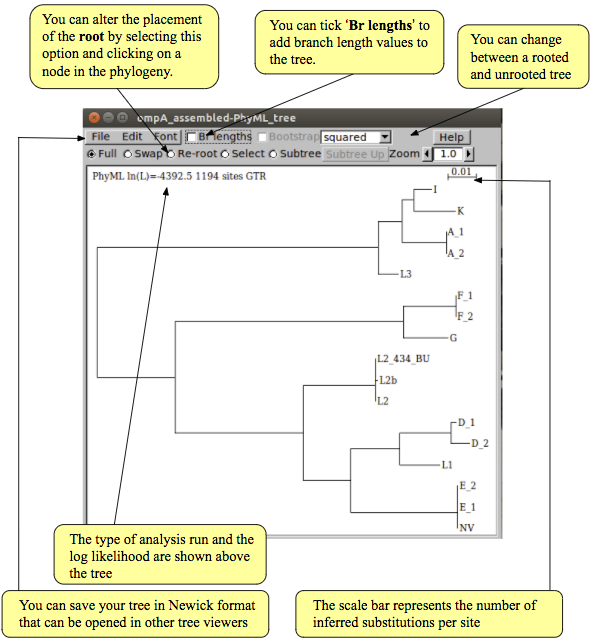 You can alter the placement
of the root by selecting this
option and clicking on a
node in the phylogeny.
You can tick 'Br lengths' to
add branch length values to
the tree.
You can change
between a rooted
and unrooted tree
ompA_assembled-PhyML_tree
File Edit Font Br lengths Bootstrap squared Help
Full Swap Re-root Select Subtree Subtree Up Zoom 1.0
PhyML ln(L)=-4392.5 1194 sites GTR
0.01
I
K
A_1
A_2
L3
F_1
F_2
G
L2_434_BU
L2b
L2
D_1
D_2
L1
E_2
E_1
NV
The type of analysis run and the
log likelihood are shown above
the tree
You can save your tree in Newick format
that can be opened in other tree viewers
The scale bar represents the number of
inferred substitutions per site